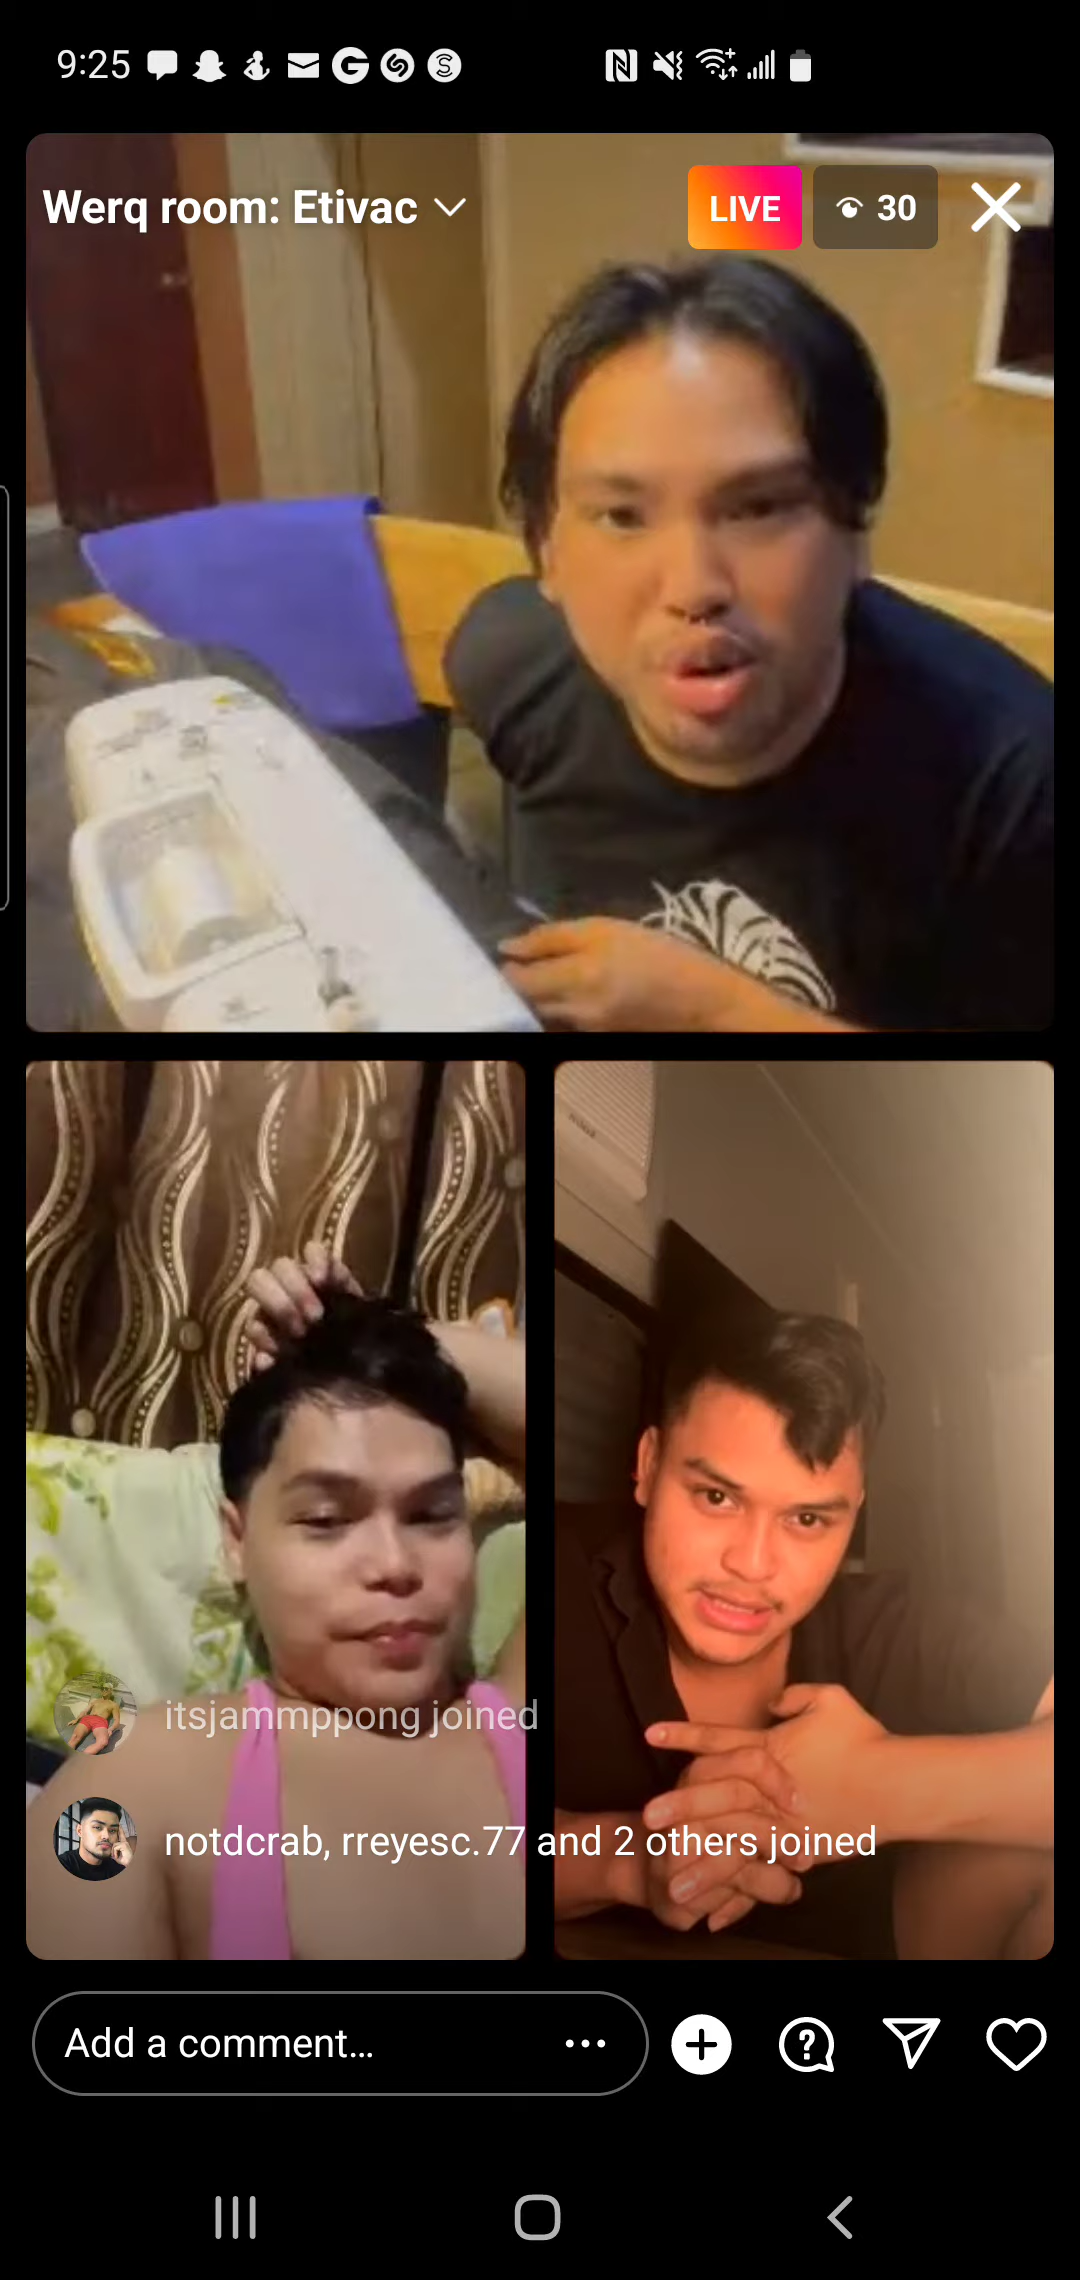 9:25
Werq room: Etivac
LIVE
30
itsjammppong joined
notdcrab, rreyesc.77 and 2 others joined
Add a comment...